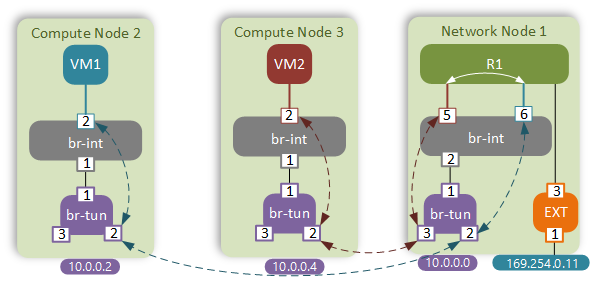 Compute Node 2
VM1
2
br-int
1
1
br-tun
3
2
10.0.0.2
Compute Node 3
VM2
2
br-int
1
1
br-tun
3
2
10.0.0.4
Network Node 1
R1
5
6
br-int
2
1
br-tun
3
2
10.0.0.0
3
EXT
1
169.254.0.11